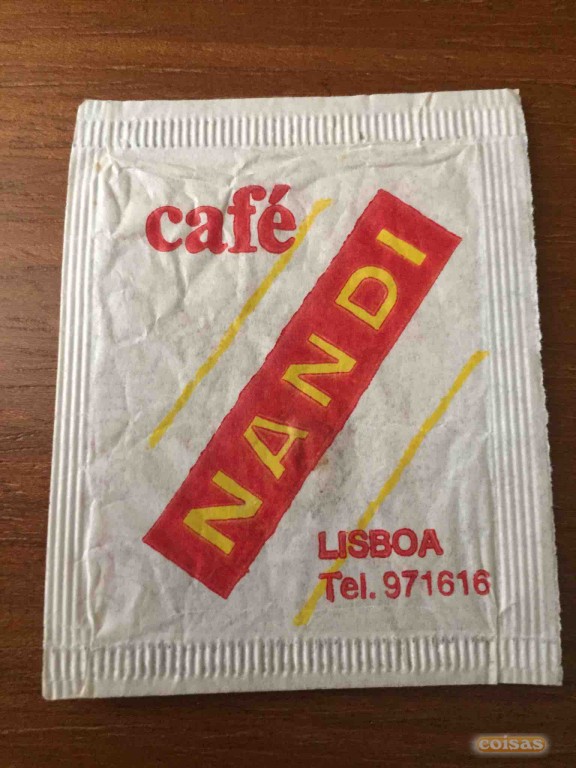 café
NANDI
LISBOA
Tel. 971616
coisas